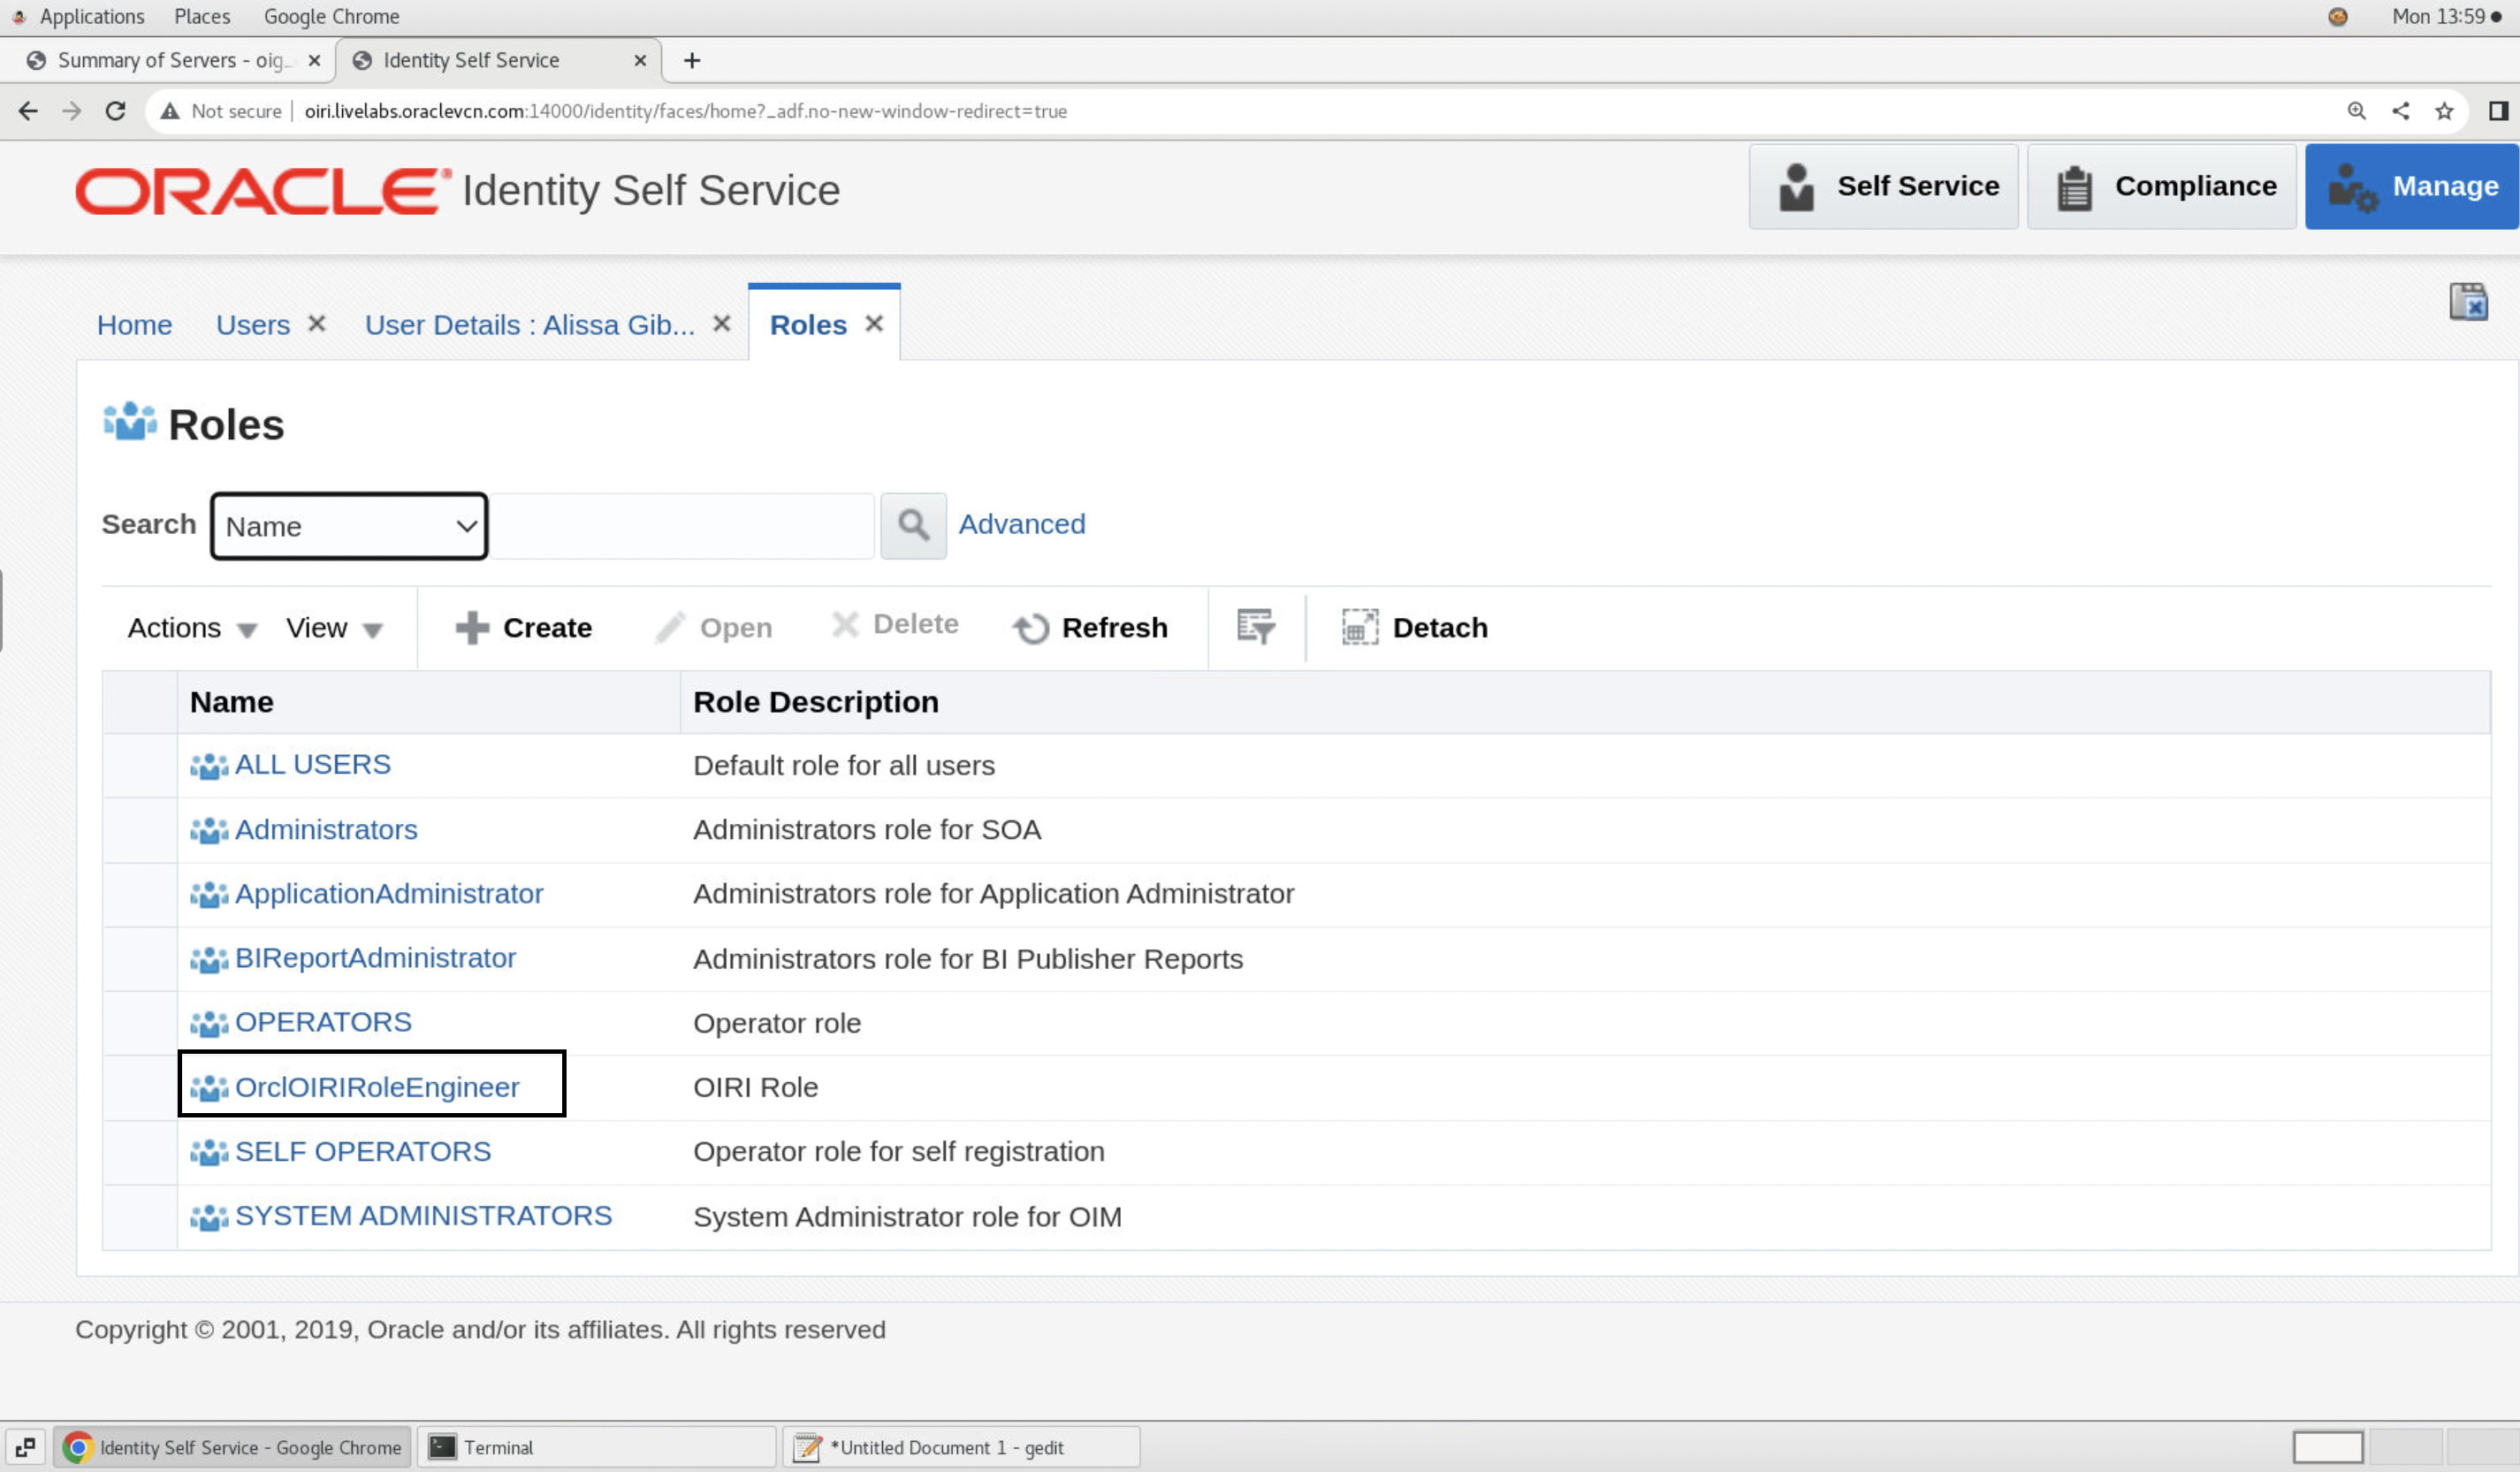 Applications Places Google Chrome Mon 13:59
Summary of Servers - oig_ Identity Self Service
Not secure oiri.livelabs.oraclevcn.com:14000/identity/faces/home?_adf.no-new-window-redirect=true
ORACLE® Identity Self Service Self Service Compliance Manage
Home Users User Details : Alissa Gib... Roles
Roles
Search Name Advanced
Actions View Create Open Delete Refresh Detach
Name Role Description
ALL USERS Default role for all users
Administrators Administrators role for SOA
ApplicationAdministrator Administrators role for Application Administrator
BIReportAdministrator Administrators role for BI Publisher Reports
OPERATORS Operator role
OrclOIRIRoleEngineer OIRI Role
SELF OPERATORS Operator role for self registration
SYSTEM ADMINISTRATORS System Administrator role for OIM
Copyright © 2001, 2019, Oracle and/or its affiliates. All rights reserved
Identity Self Service - Google Chrome Terminal *Untitled Document 1 - gedit